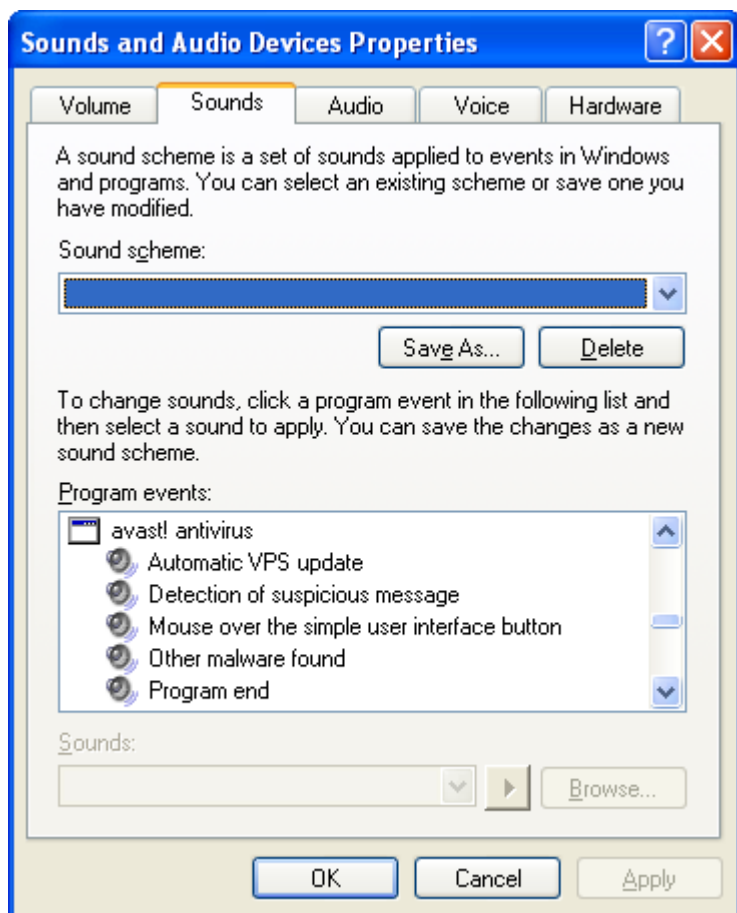 Sounds and Audio Devices Properties
Volume
Sounds
Audio
Voice
Hardware
A sound scheme is a set of sounds applied to events in Windows
and programs. You can select an existing scheme or save one you
have modified.
Sound scheme:
Save As...
Delete
To change sounds, click a program event in the following list and
then select a sound to apply. You can save the changes as a new
sound scheme.
Program events:
avast! antivirus
Automatic VPS update
Detection of suspicious message
Mouse over the simple user interface button
Other malware found
Program end
Sounds:
Browse...
OK
Cancel
Apply